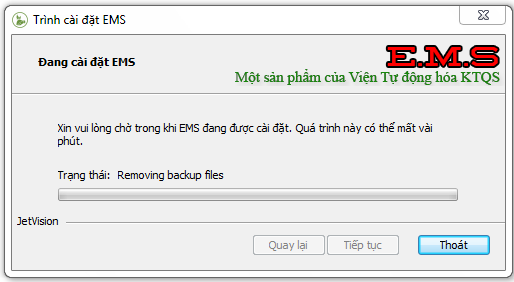 Trình cài đặt EMS
Đang cài đặt EMS
E.M.S
Một sản phẩm của Viện Tự động hóa KTQS
Xin vui lòng chờ trong khi EMS đang được cài đặt. Quá trình này có thể mất vài
phút.
Trạng thái: Removing backup files
JetVision
Quay lại
Tiếp tục
Thoát